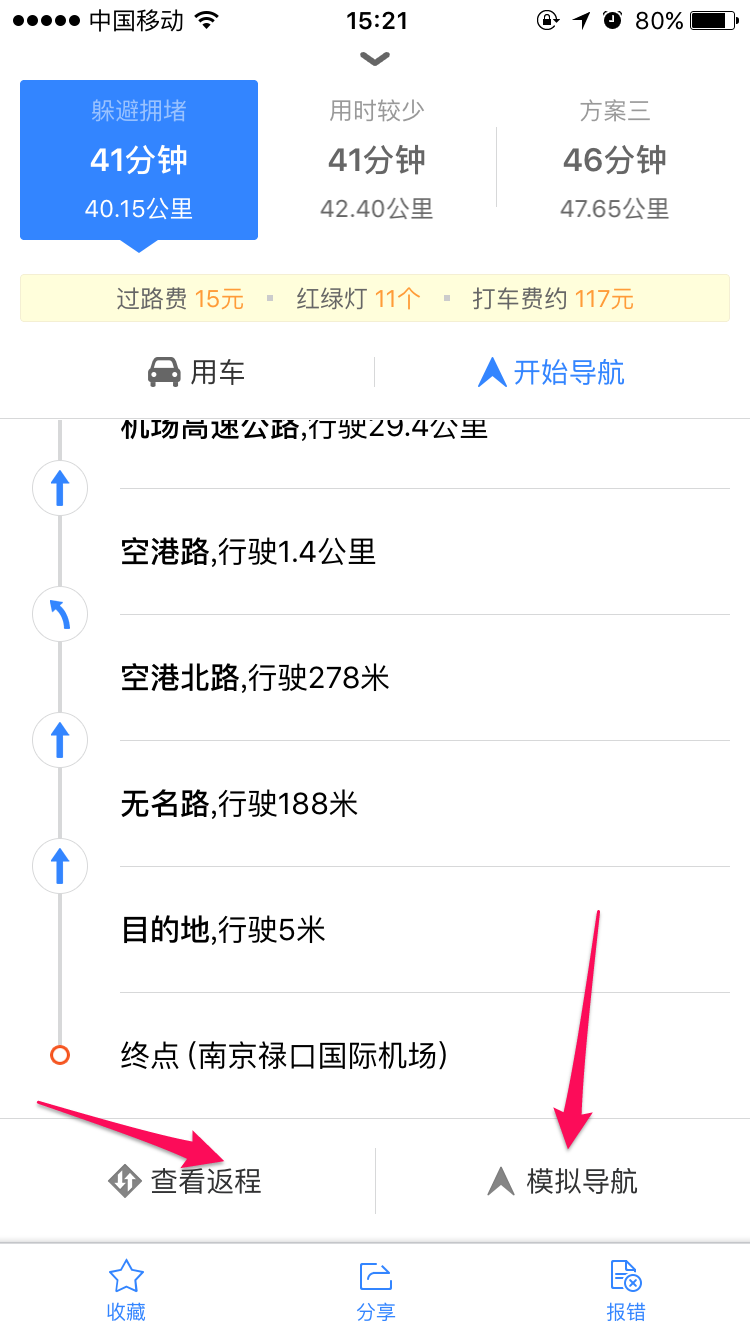 中国移动 15:21 80%
躲避拥堵 用时较少 方案三
41分钟 41分钟 46分钟
40.15公里 42.40公里 47.65公里
过路费 15元 红绿灯 11个 打车费约 117元
用车 开始导航
机场高速公路,行驶29.4公里
空港路,行驶1.4公里
空港北路,行驶278米
无名路,行驶188米
目的地,行驶5米
终点 (南京禄口国际机场)
查看返程 模拟导航
收藏 分享 报错